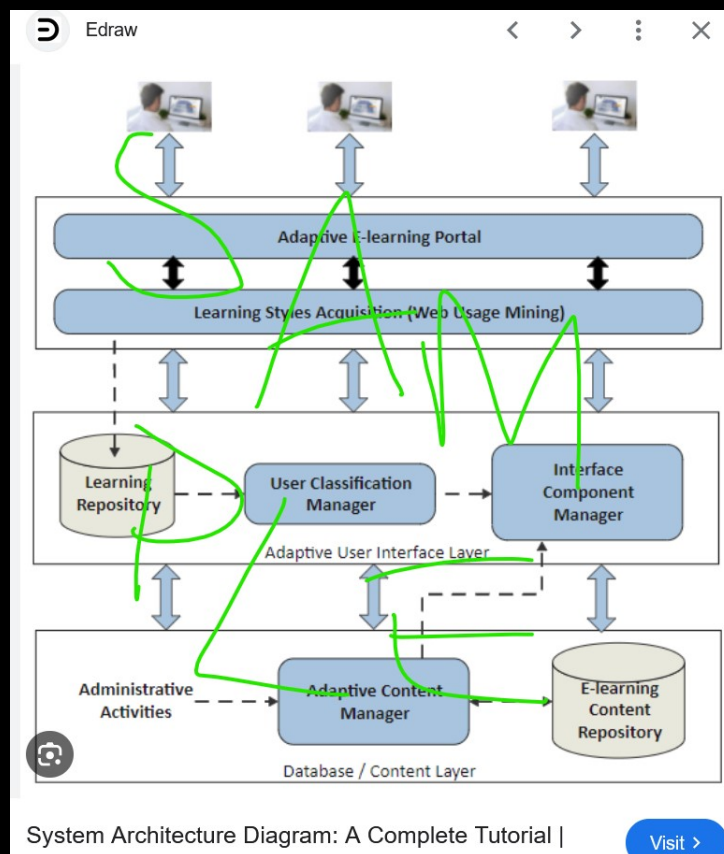 Edraw
Adaptive E-learning Portal
Learning Styles Acquisition (Web Usage Mining)
Learning
Repository
User Classification
Manager
Interface
Component
Manager
Adaptive User Interface Layer
Administrative
Activities
Adaptive Content
Manager
E-learning
Content
Repository
Database / Content Layer
SAMPLE
System Architecture Diagram: A Complete Tutorial |
Visit >